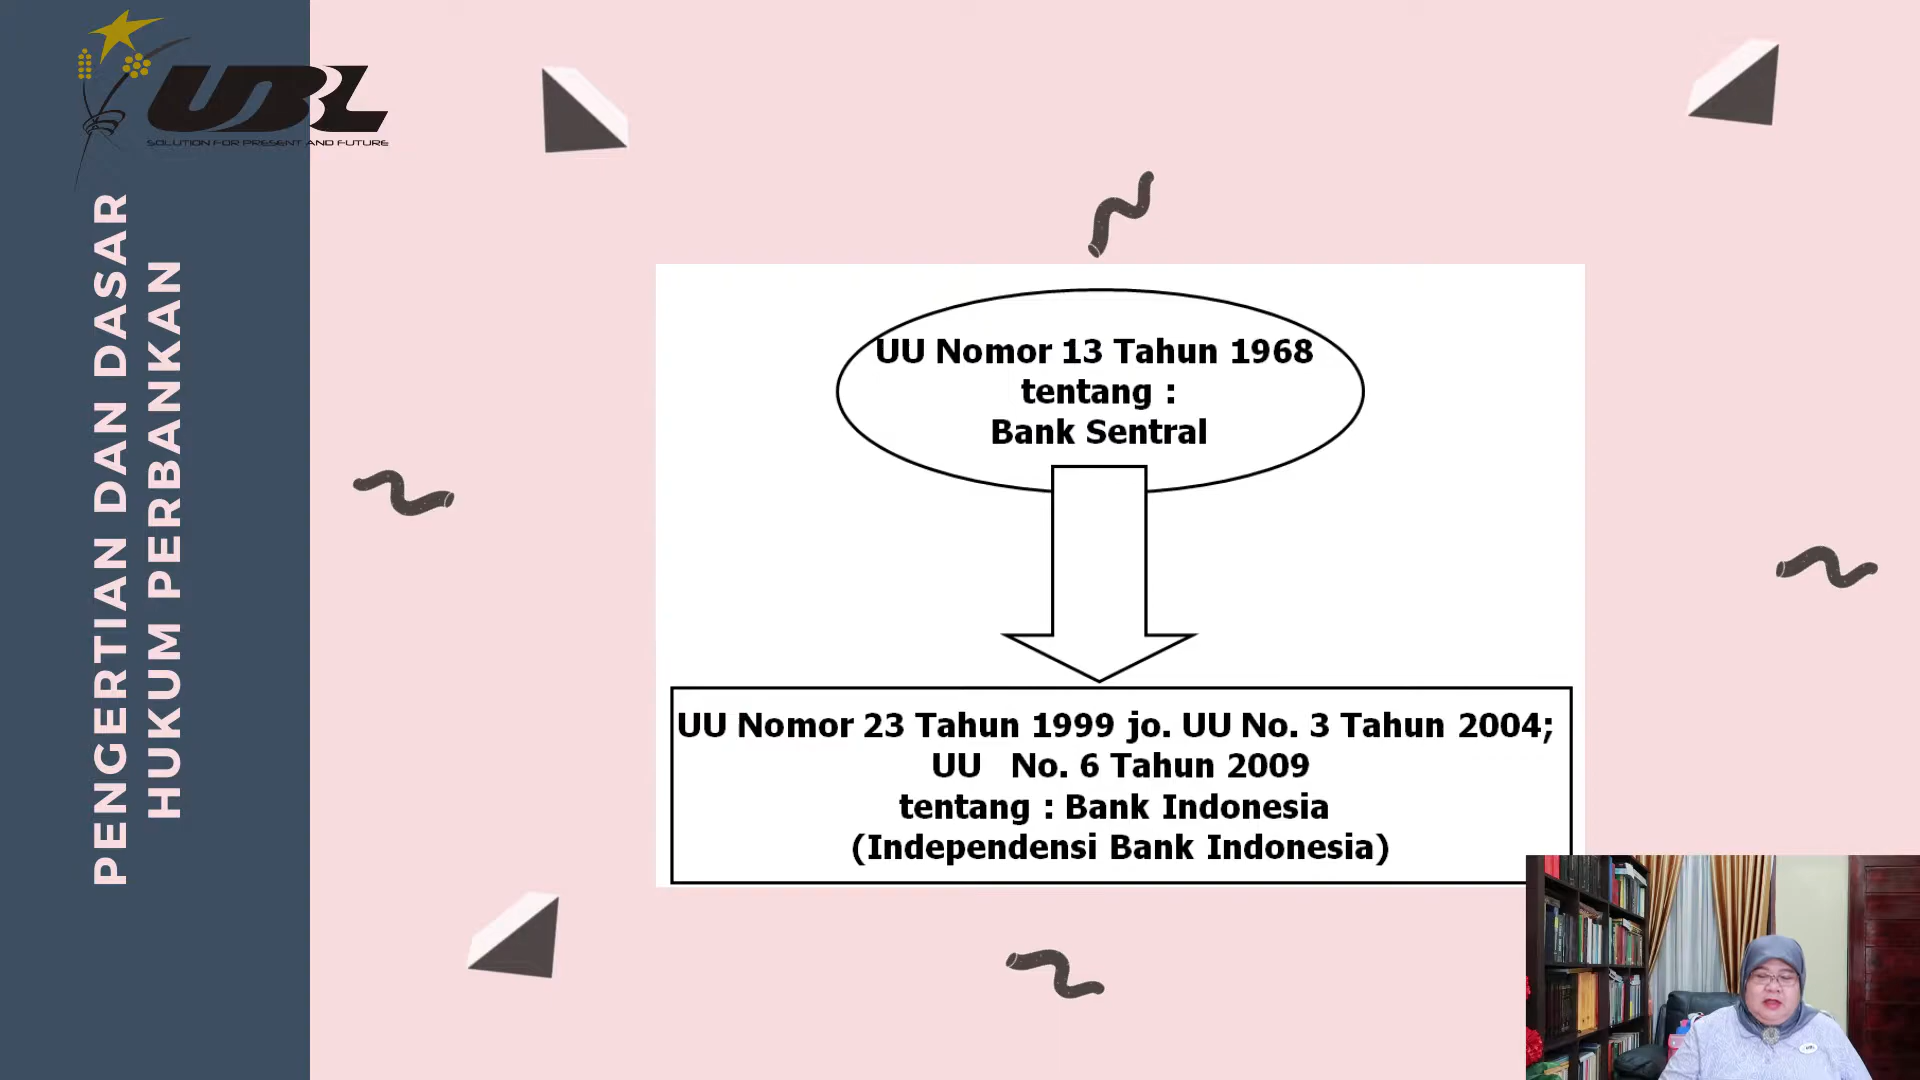 UBL
SOLUTION FOR PRESENT AND FUTURE
PENGERTIAN DAN DASAR
HUKUM PERBANKAN
UU Nomor 13 Tahun 1968
tentang :
Bank Sentral
UU Nomor 23 Tahun 1999 jo. UU No. 3 Tahun 2004;
UU No. 6 Tahun 2009
tentang : Bank Indonesia
(Independensi Bank Indonesia)